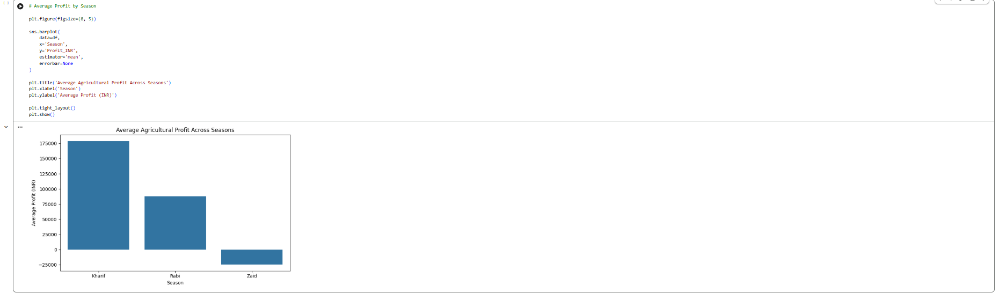 [ ]
# Average Profit by Season
plt.figure(figsize=(8, 5))
sns.barplot(
    data=df,
    x='Season',
    y='Profit_INR',
    estimator='mean',
    errorbar=None
)
plt.title('Average Agricultural Profit Across Seasons')
plt.xlabel('Season')
plt.ylabel('Average Profit (INR)')
plt.tight_layout()
plt.show()
Average Agricultural Profit Across Seasons
Average Profit (INR)
175000
150000
125000
100000
75000
50000
25000
0
−25000
Kharif Rabi Zaid
Season